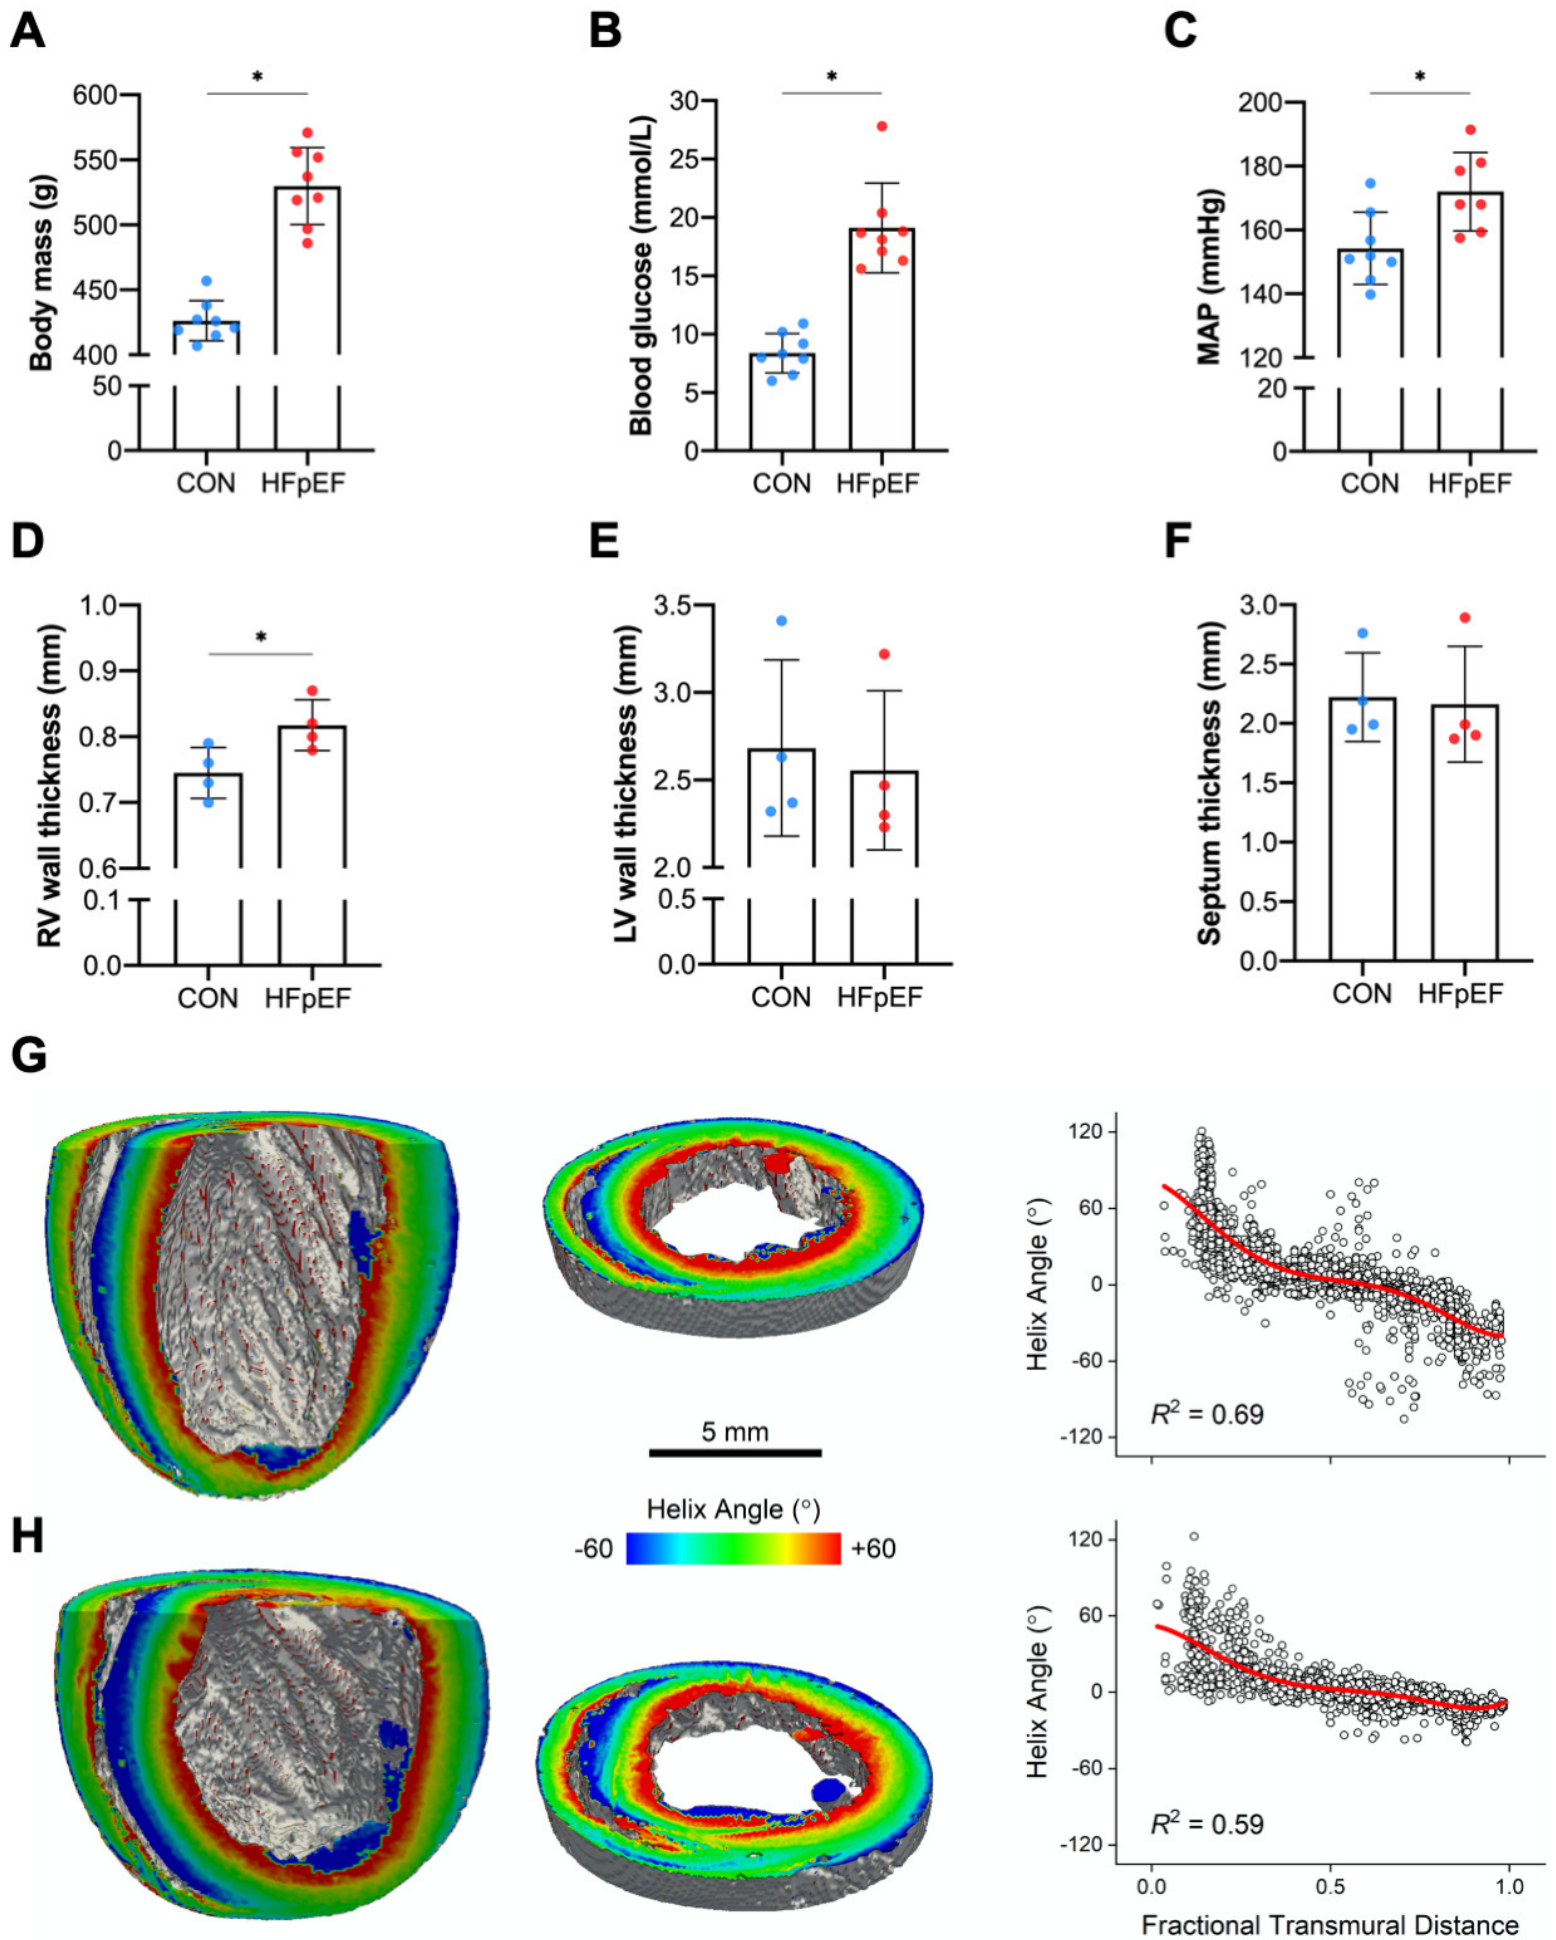 A
B
C
*
*
*
Body mass (g)
600
550
500
450
400
50
0
CON HFpEF
Blood glucose (mmol/L)
30
25
20
15
10
5
0
CON HFpEF
MAP (mmHg)
200
180
160
140
120
20
0
CON HFpEF
D
E
F
*
RV wall thickness (mm)
1.0
0.9
0.8
0.7
0.6
0.1
0.0
CON HFpEF
LV wall thickness (mm)
3.5
3.0
2.5
2.0
0.5
0.0
CON HFpEF
Septum thickness (mm)
3.0
2.5
2.0
1.5
1.0
0.5
0.0
CON HFpEF
G
Helix Angle (°)
120
60
0
-60
-120
R² = 0.69
5 mm
Helix Angle (°)
-60 +60
H
Helix Angle (°)
120
60
0
-60
-120
R² = 0.59
0.0 0.5 1.0
Fractional Transmural Distance